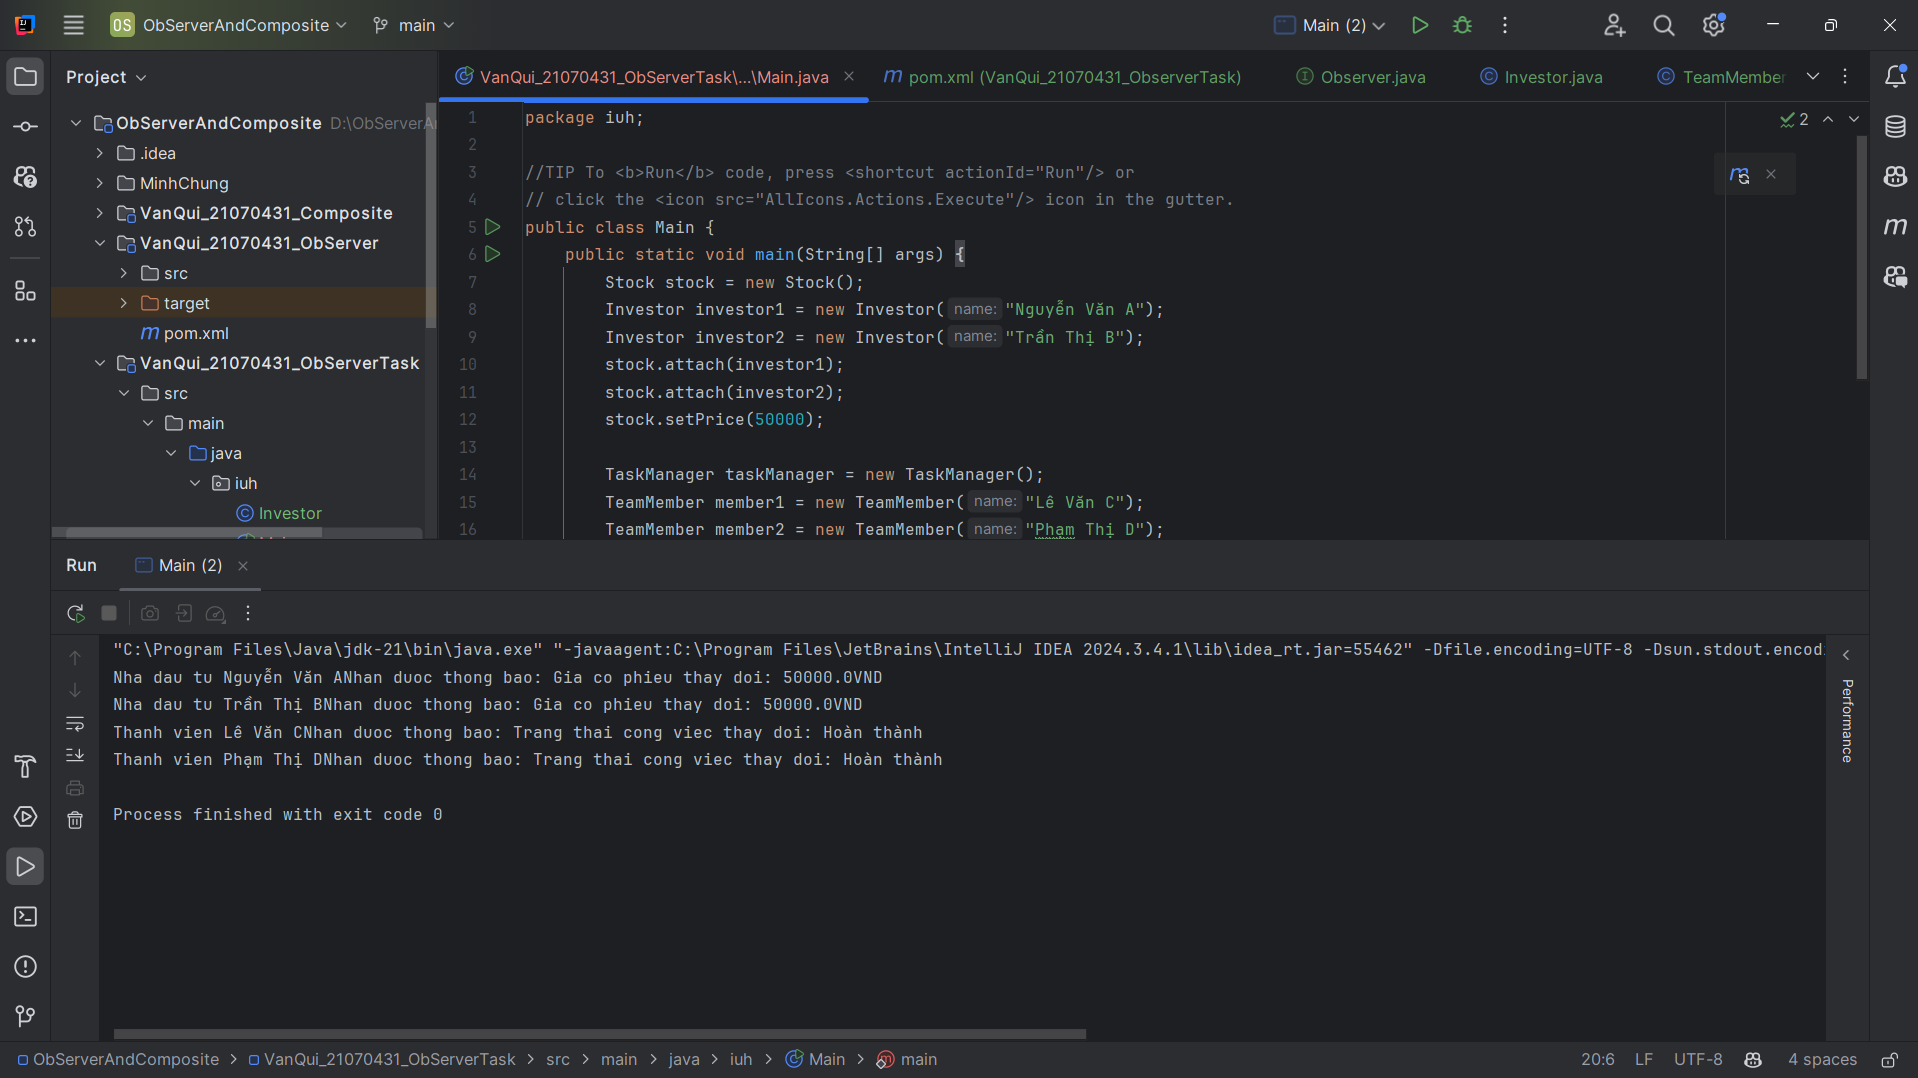 OS ObServerAndComposite main Main (2)
Project
VanQui_21070431_ObServerTask\...\Main.java
pom.xml (VanQui_21070431_ObserverTask)
Observer.java
Investor.java
TeamMember
ObServerAndComposite D:\ObServerAn
.idea
MinhChung
VanQui_21070431_Composite
VanQui_21070431_ObServer
src
target
pom.xml
VanQui_21070431_ObServerTask
src
main
java
iuh
Investor
2
1 package iuh;
2
3 //TIP To <b>Run</b> code, press <shortcut actionId="Run"/> or
4 // click the <icon src="AllIcons.Actions.Execute"/> icon in the gutter.
5 public class Main {
6 public static void main(String[] args) {
7 Stock stock = new Stock();
8 Investor investor1 = new Investor( name: "Nguyễn Văn A");
9 Investor investor2 = new Investor( name: "Trần Thị B");
10 stock.attach(investor1);
11 stock.attach(investor2);
12 stock.setPrice(50000);
13
14 TaskManager taskManager = new TaskManager();
15 TeamMember member1 = new TeamMember( name: "Lê Văn C");
16 TeamMember member2 = new TeamMember( name: "Phạm Thị D");
Run Main (2)
"C:\Program Files\Java\jdk-21\bin\java.exe" "-javaagent:C:\Program Files\JetBrains\IntelliJ IDEA 2024.3.4.1\lib\idea_rt.jar=55462" -Dfile.encoding=UTF-8 -Dsun.stdout.encodi
Nha dau tu Nguyễn Văn ANhan duoc thong bao: Gia co phieu thay doi: 50000.0VND
Nha dau tu Trần Thị BNhan duoc thong bao: Gia co phieu thay doi: 50000.0VND
Thanh vien Lê Văn CNhan duoc thong bao: Trang thai cong viec thay doi: Hoàn thành
Thanh vien Phạm Thị DNhan duoc thong bao: Trang thai cong viec thay doi: Hoàn thành
Process finished with exit code 0
Performance
ObServerAndComposite > VanQui_21070431_ObServerTask > src > main > java > iuh > Main > main
20:6 LF UTF-8 4 spaces